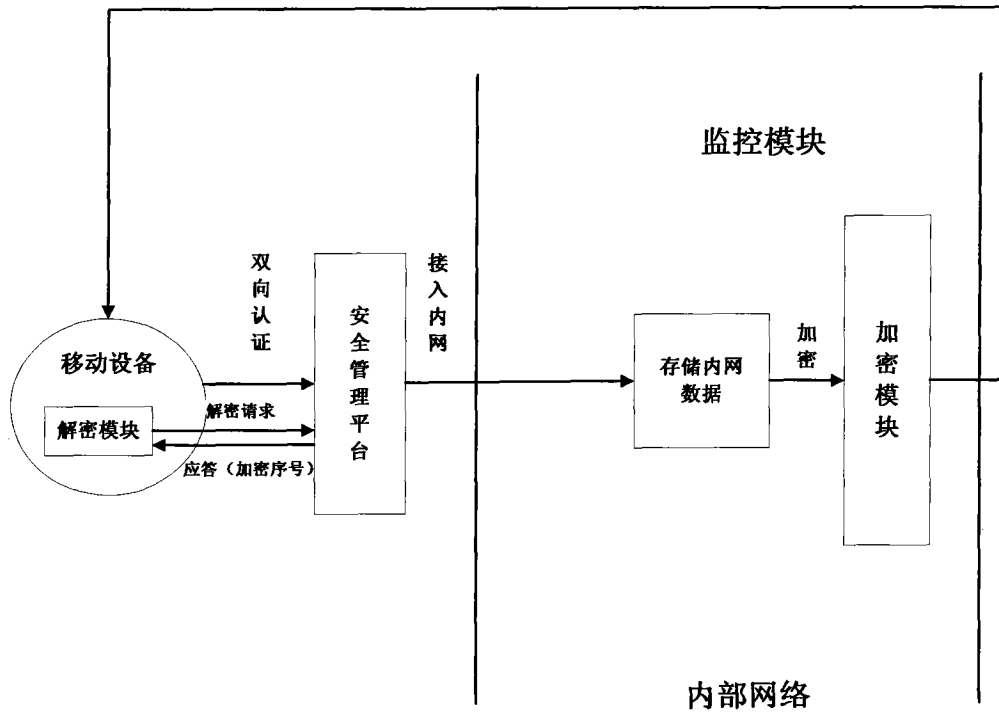 监控模块
双向认证
接入内网
安全管理平台
移动设备
解密模块
解密请求
应答（加密序号）
存储内网
数据
加密
加密模块
内部网络